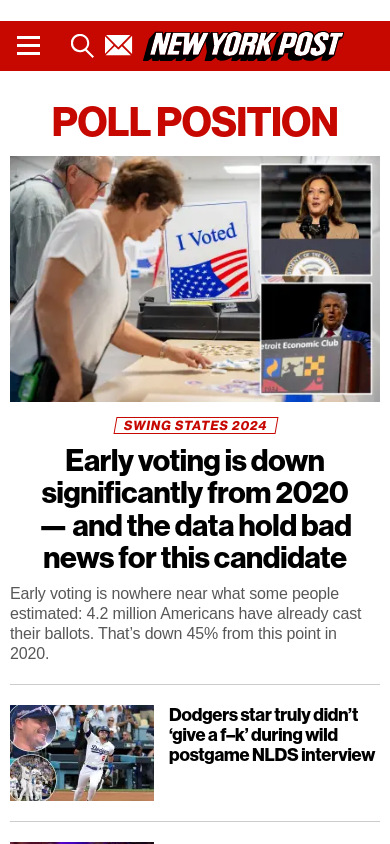 NEW YORK POST
POLL POSITION
I Voted
Detroit Economic Club
SWING STATES 2024
Early voting is down
significantly from 2020
— and the data hold bad
news for this candidate
Early voting is nowhere near what some people
estimated: 4.2 million Americans have already cast
their ballots. That’s down 45% from this point in
2020.
Dodgers star truly didn’t
‘give a f–k’ during wild
postgame NLDS interview
Dodgers